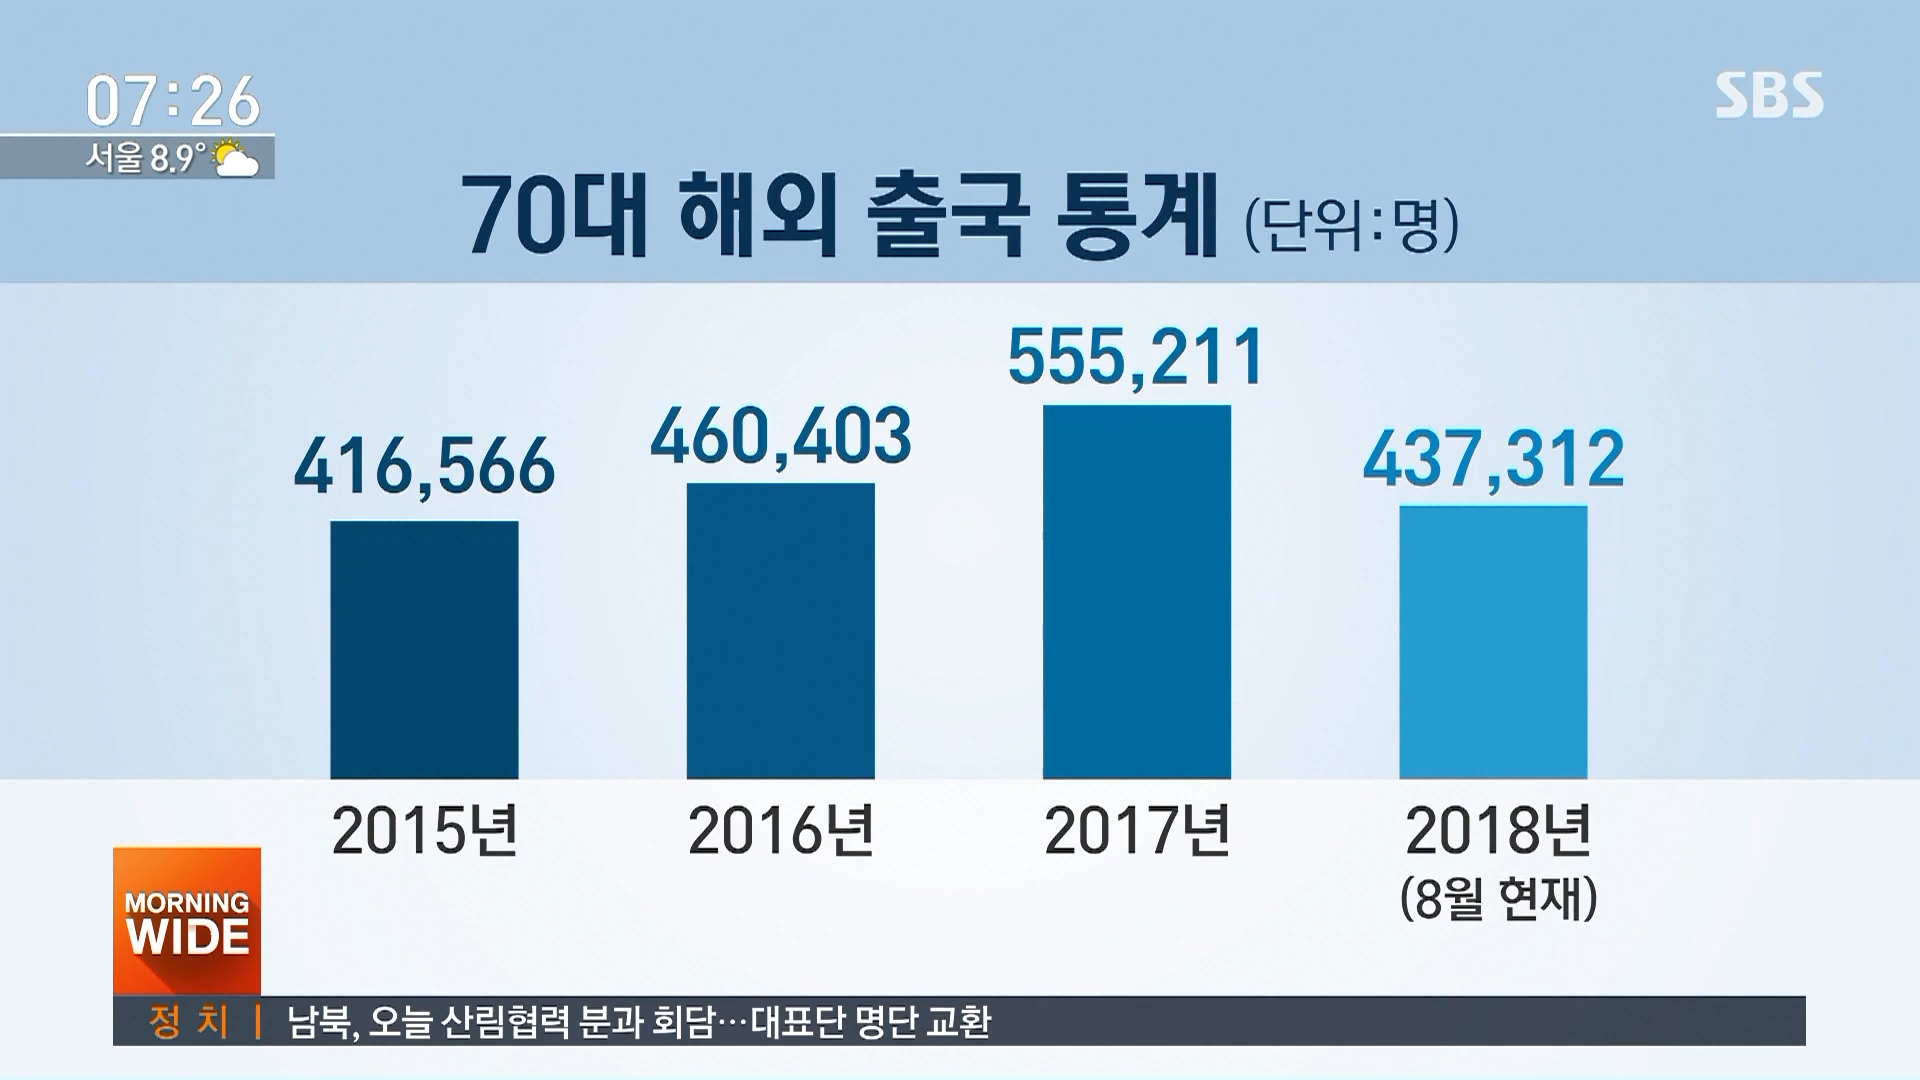 07:26
SBS
서울 8.9°
70대 해외 출국 통계 (단위:명)
416,566
460,403
555,211
437,312
2015년
2016년
2017년
2018년
(8월 현재)
MORNING
WIDE
정치 | 남북, 오늘 산림협력 분과 회담…대표단 명단 교환